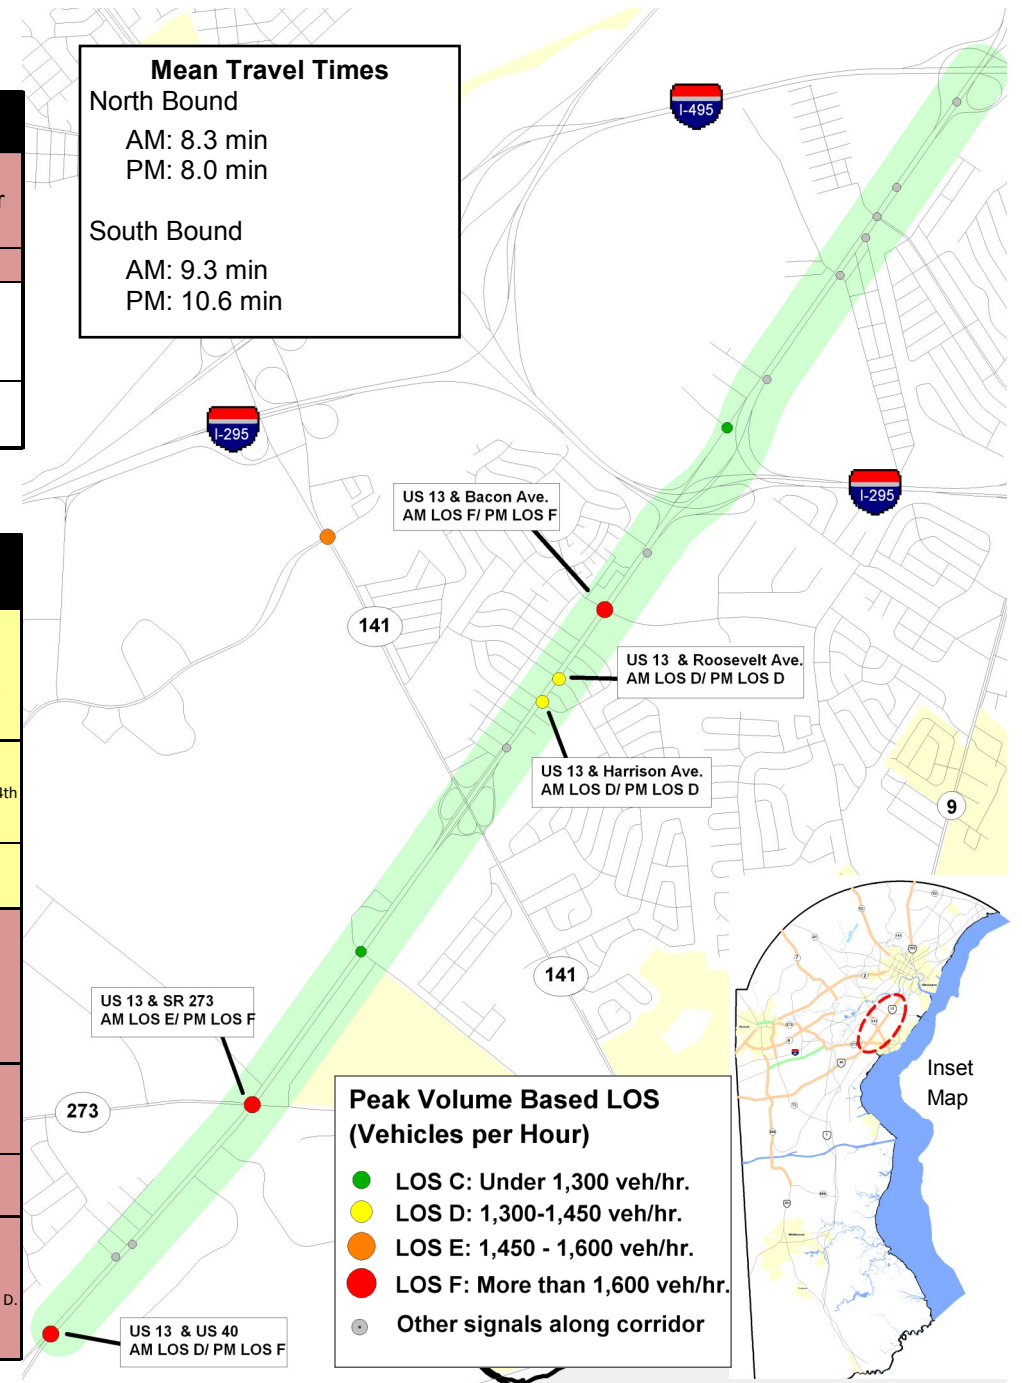 Mean Travel Times
North Bound
AM: 8.3 min
PM: 8.0 min
South Bound
AM: 9.3 min
PM: 10.6 min
I-495
r
I-295
I-295
US 13 & Bacon Ave.
AM LOS F/ PM LOS F
141
US 13 & Roosevelt Ave.
AM LOS D/ PM LOS D
US 13 & Harrison Ave.
AM LOS D/ PM LOS D
4th
9
141
US 13 & SR 273
AM LOS E/ PM LOS F
273
Inset
Map
Peak Volume Based LOS
(Vehicles per Hour)
LOS C: Under 1,300 veh/hr.
LOS D: 1,300-1,450 veh/hr.
LOS E: 1,450 - 1,600 veh/hr.
LOS F: More than 1,600 veh/hr.
Other signals along corridor
D.
US 13 & US 40
AM LOS D/ PM LOS F